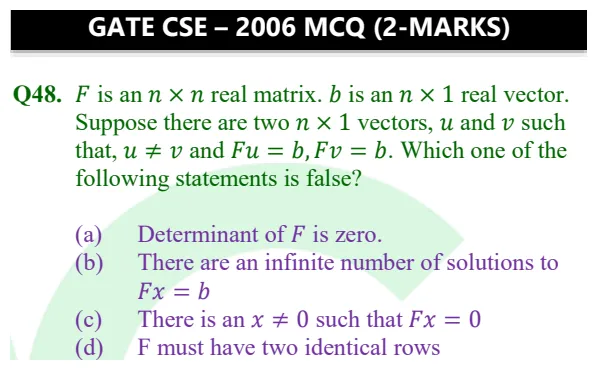 GATE CSE – 2006 MCQ (2-MARKS)
Q48. F is an n × n real matrix. b is an n × 1 real vector.
Suppose there are two n × 1 vectors, u and v such
that, u ≠ v and Fu = b, Fv = b. Which one of the
following statements is false?
(a) Determinant of F is zero.
(b) There are an infinite number of solutions to
Fx = b
(c) There is an x ≠ 0 such that Fx = 0
(d) F must have two identical rows